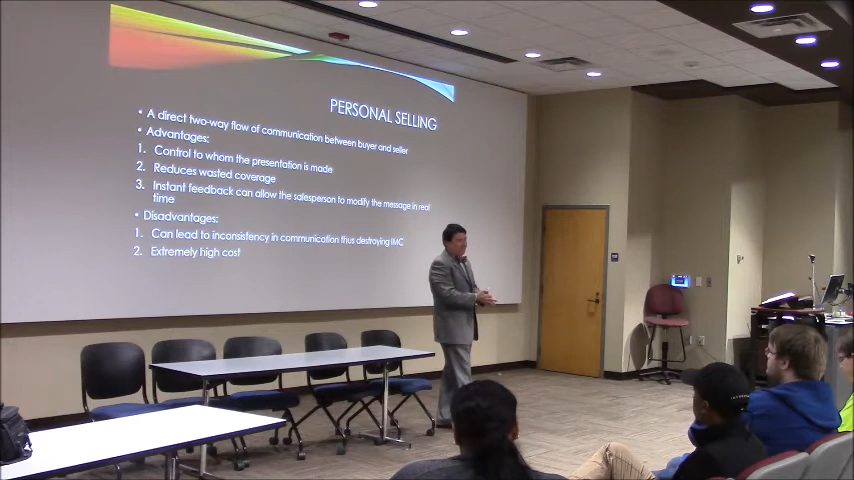 PERSONAL SELLING
• A direct two-way flow of communication between buyer and seller
• Advantages:
1. Control to whom the presentation is made
2. Reduces wasted coverage
3. Instant feedback can allow the salesperson to modify the message in real
time
• Disadvantages:
1. Can lead to inconsistency in communication thus destroying IMC
2. Extremely high cost